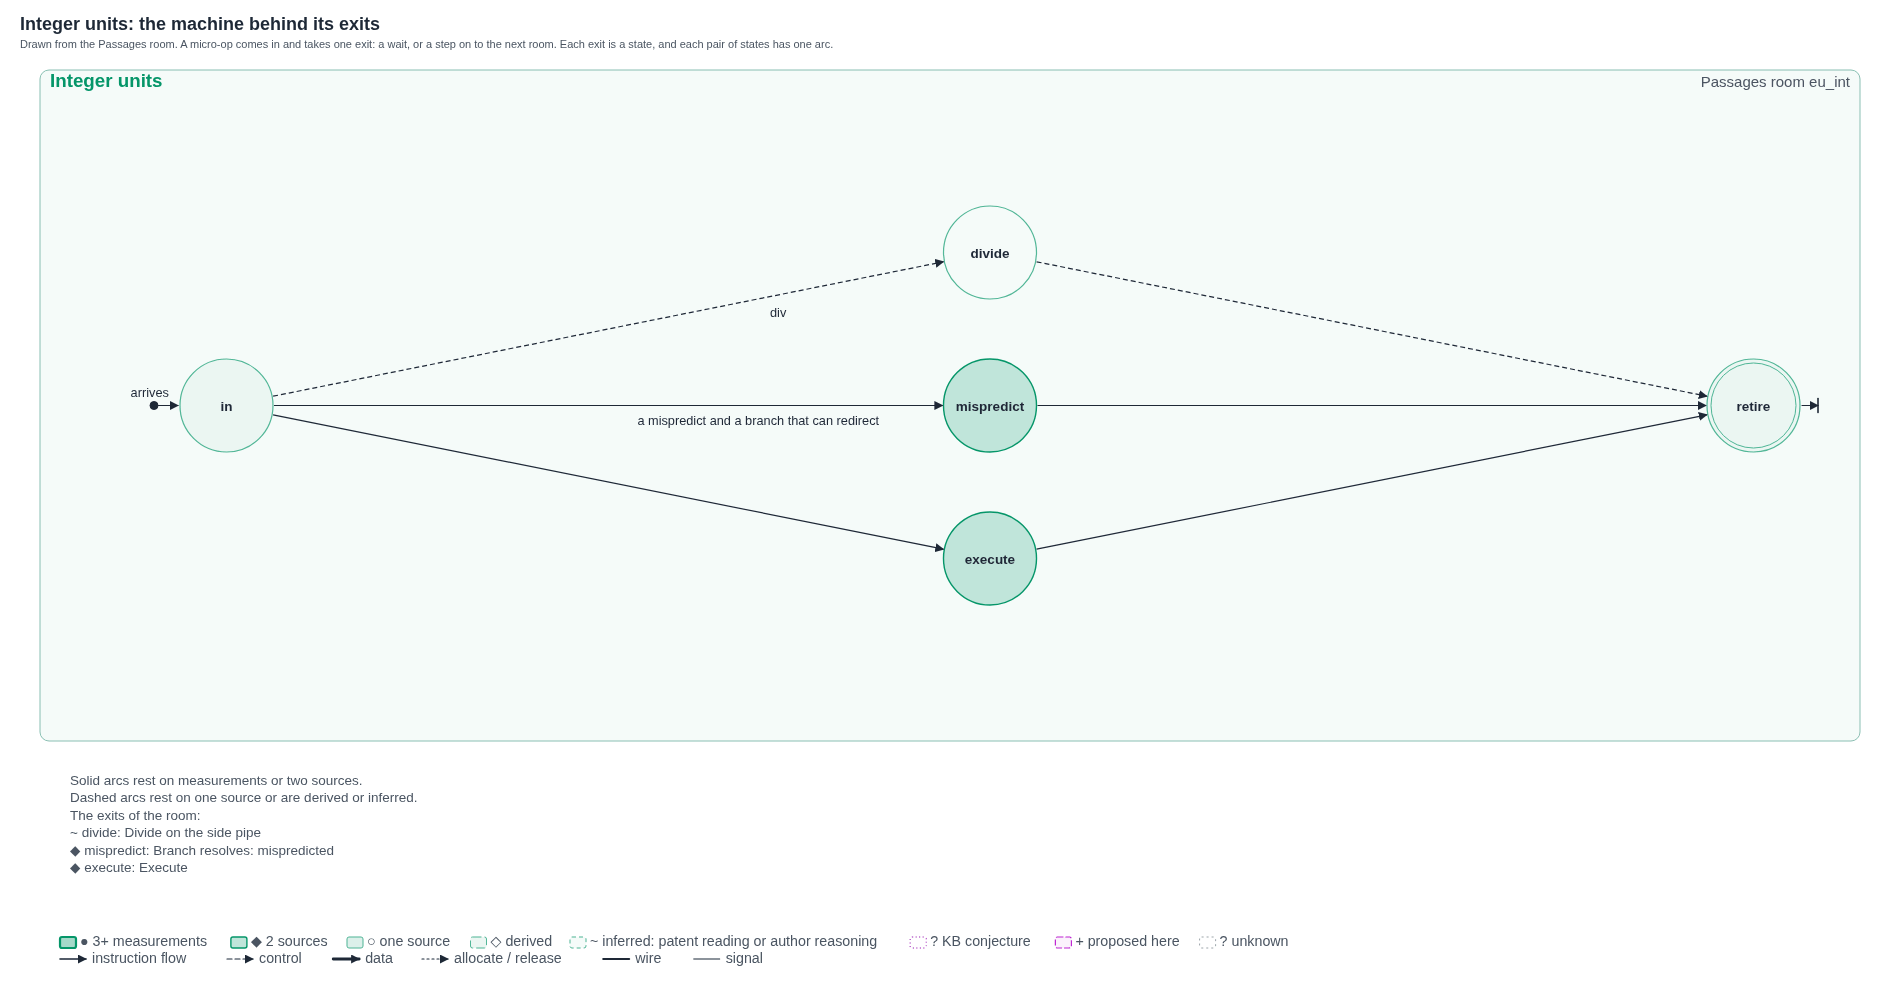 Integer units: the machine behind its exits
Drawn from the Passages room. A micro-op comes in and takes one exit: a wait, or a step on to the next room. Each exit is a state, and each pair of states has one arc.
Integer units
Passages room eu_int
divide
div
arrives
in
mispredict
retire
a mispredict and a branch that can redirect
execute
Solid arcs rest on measurements or two sources.
Dashed arcs rest on one source or are derived or inferred.
The exits of the room:
~ divide: Divide on the side pipe
◆ mispredict: Branch resolves: mispredicted
◆ execute: Execute
● 3+ measurements ◆ 2 sources ○ one source ◇ derived ~ inferred: patent reading or author reasoning ? KB conjecture + proposed here ? unknown
instruction flow control data allocate / release wire signal